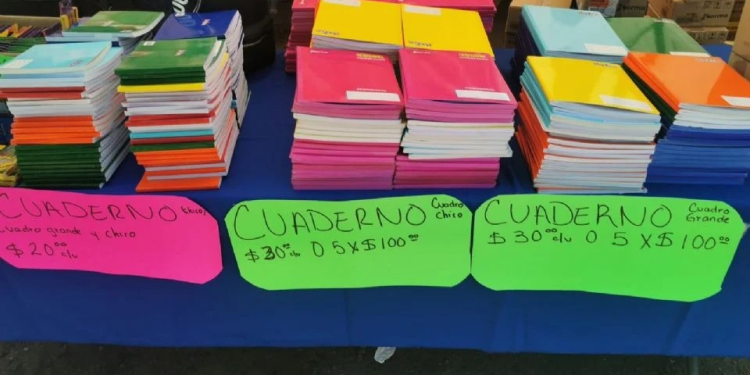 CUADERNO chico/
Cuadro grande y chico
$ 20.00 c/u
CUADERNO Cuadro chico
$ 30.00 c/u O 5 X $ 100.00
CUADERNO Cuadro Grande
$ 30.00 c/u O 5 X $ 100.00